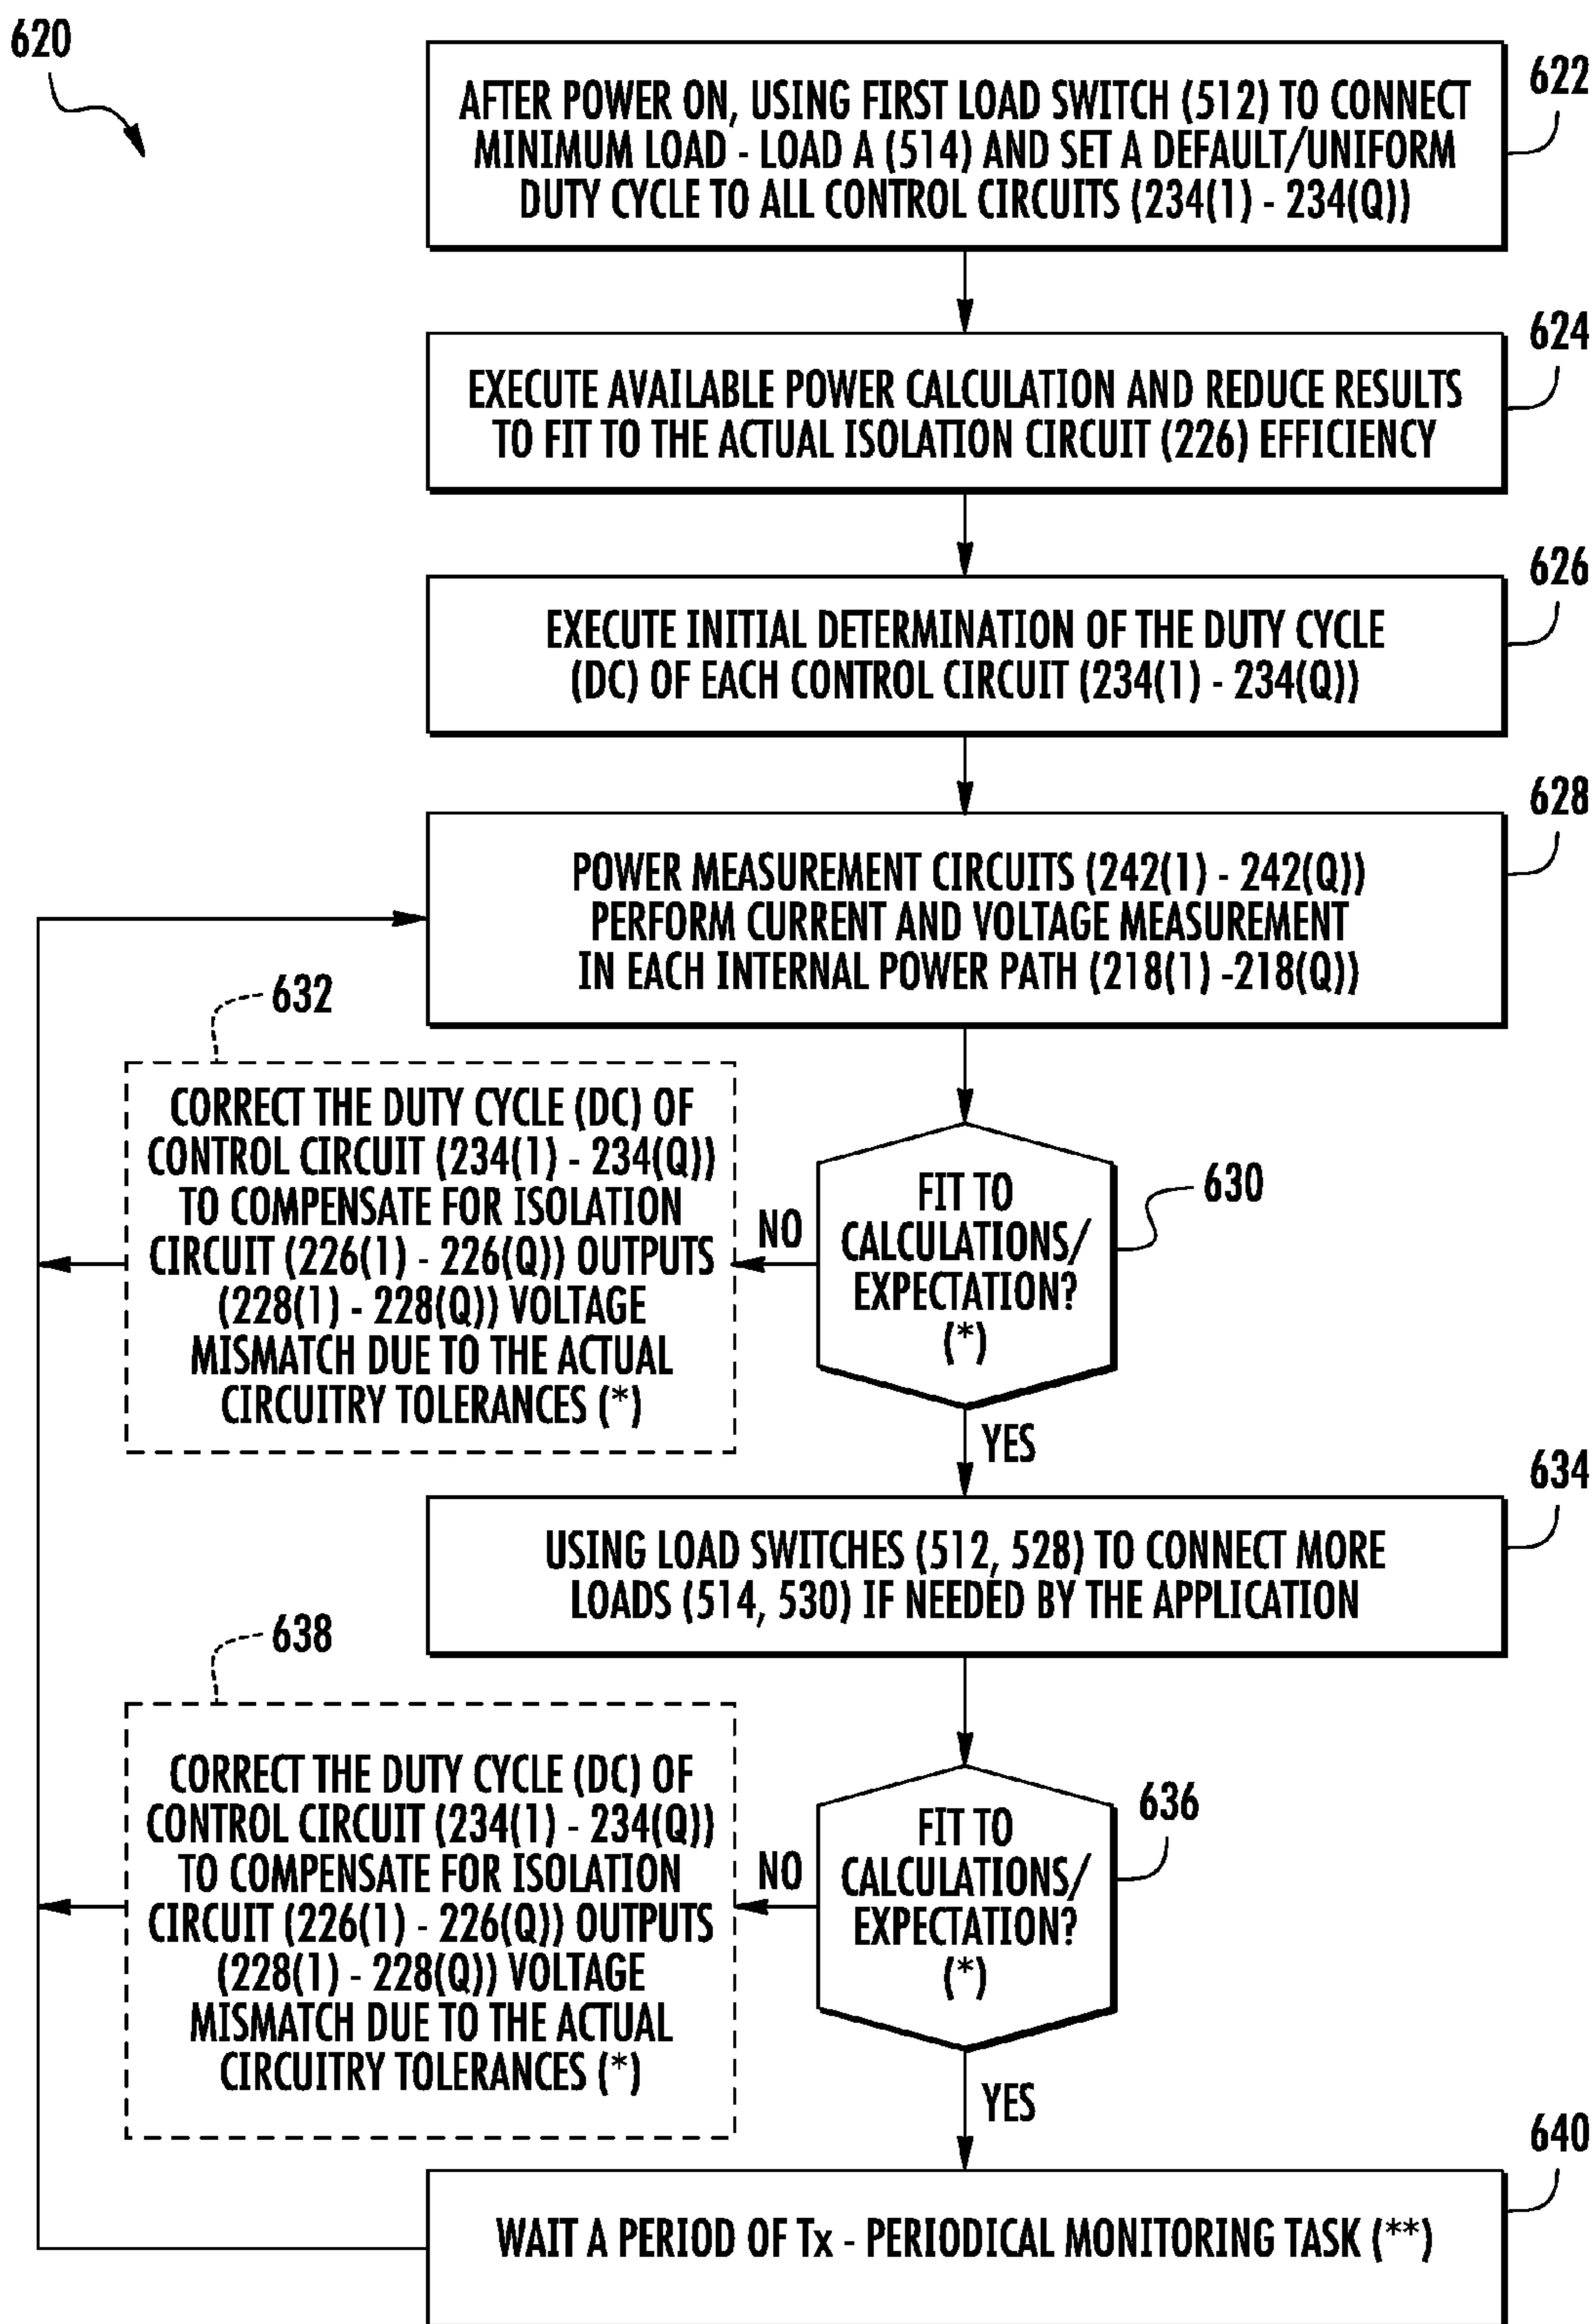 620
622
AFTER POWER ON, USING FIRST LOAD SWITCH (512) TO CONNECT
MINIMUM LOAD - LOAD A (514) AND SET A DEFAULT/UNIFORM
DUTY CYCLE TO ALL CONTROL CIRCUITS (234(1) - 234(Q))
624
EXECUTE AVAILABLE POWER CALCULATION AND REDUCE RESULTS
TO FIT TO THE ACTUAL ISOLATION CIRCUIT (226) EFFICIENCY
626
EXECUTE INITIAL DETERMINATION OF THE DUTY CYCLE
(DC) OF EACH CONTROL CIRCUIT (234(1) - 234(Q))
628
POWER MEASUREMENT CIRCUITS (242(1) - 242(Q))
PERFORM CURRENT AND VOLTAGE MEASUREMENT
IN EACH INTERNAL POWER PATH (218(1) -218(Q))
632
CORRECT THE DUTY CYCLE (DC) OF
CONTROL CIRCUIT (234(1) - 234(Q))
TO COMPENSATE FOR ISOLATION
CIRCUIT (226(1) - 226(Q)) OUTPUTS
(228(1) - 228(Q)) VOLTAGE
MISMATCH DUE TO THE ACTUAL
CIRCUITRY TOLERANCES (*)
NO
FIT TO
CALCULATIONS/
EXPECTATION?
(*)
630
YES
634
USING LOAD SWITCHES (512, 528) TO CONNECT MORE
LOADS (514, 530) IF NEEDED BY THE APPLICATION
638
CORRECT THE DUTY CYCLE (DC) OF
CONTROL CIRCUIT (234(1) - 234(Q))
TO COMPENSATE FOR ISOLATION
CIRCUIT (226(1) - 226(Q)) OUTPUTS
(228(1) - 228(Q)) VOLTAGE
MISMATCH DUE TO THE ACTUAL
CIRCUITRY TOLERANCES (*)
NO
FIT TO
CALCULATIONS/
EXPECTATION?
(*)
636
YES
640
WAIT A PERIOD OF Tx - PERIODICAL MONITORING TASK (**)